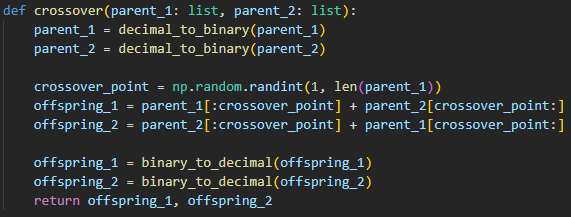 def crossover(parent_1: list, parent_2: list):
    parent_1 = decimal_to_binary(parent_1)
    parent_2 = decimal_to_binary(parent_2)

    crossover_point = np.random.randint(1, len(parent_1))
    offspring_1 = parent_1[:crossover_point] + parent_2[crossover_point:]
    offspring_2 = parent_2[:crossover_point] + parent_1[crossover_point:]

    offspring_1 = binary_to_decimal(offspring_1)
    offspring_2 = binary_to_decimal(offspring_2)
    return offspring_1, offspring_2